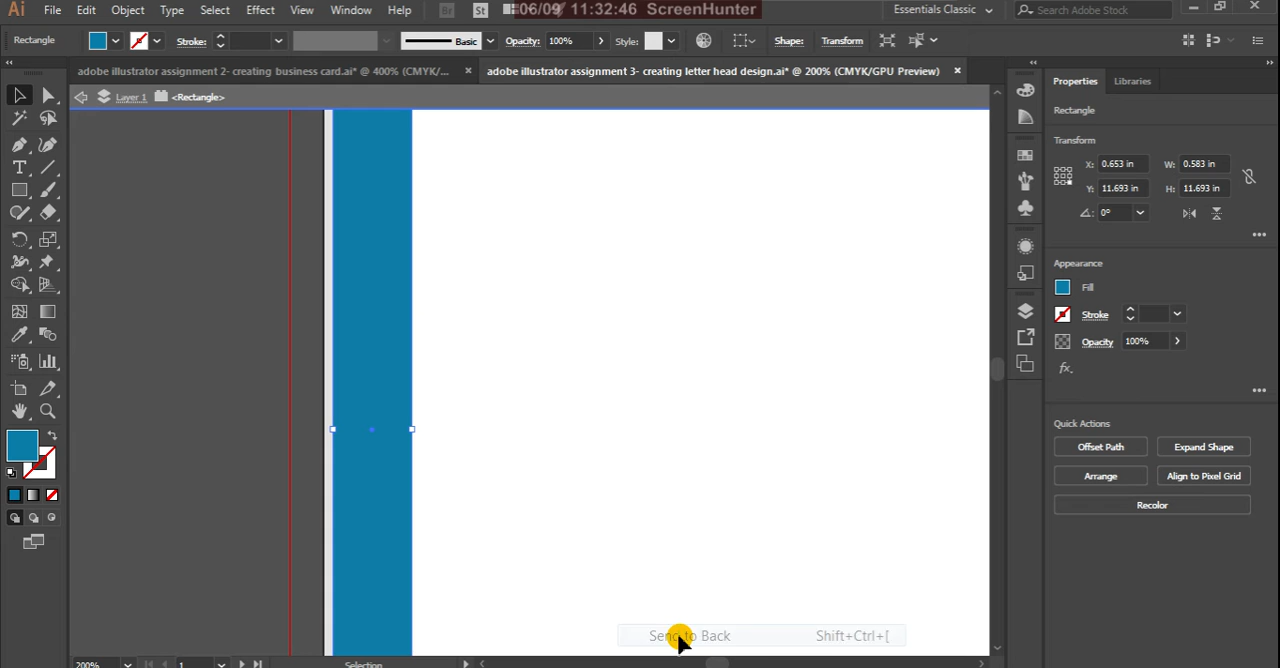 Ai File Edit Object Type Select Effect View Window Help Br St 06/09 11:32:46 ScreenHunter Essentials Classic Search Adobe Stock
Rectangle Stroke: Basic Opacity: 100% Style: Shape: Transform
adobe illustrator assignment 2- creating business card.ai* @ 400% (CMYK/... × adobe illustrator assignment 3- creating letter head design.ai* @ 200% (CMYK/GPU Preview) ×
Layer 1 <Rectangle>
Properties Libraries
Rectangle
Transform
X: 0.653 in W: 0.583 in
Y: 11.693 in H: 11.693 in
0°
Appearance
Fill
Stroke
Opacity 100%
fx.
Quick Actions
Offset Path Expand Shape
Arrange Align to Pixel Grid
Recolor
Send to Back Shift+Ctrl+[
200% 1 Selection